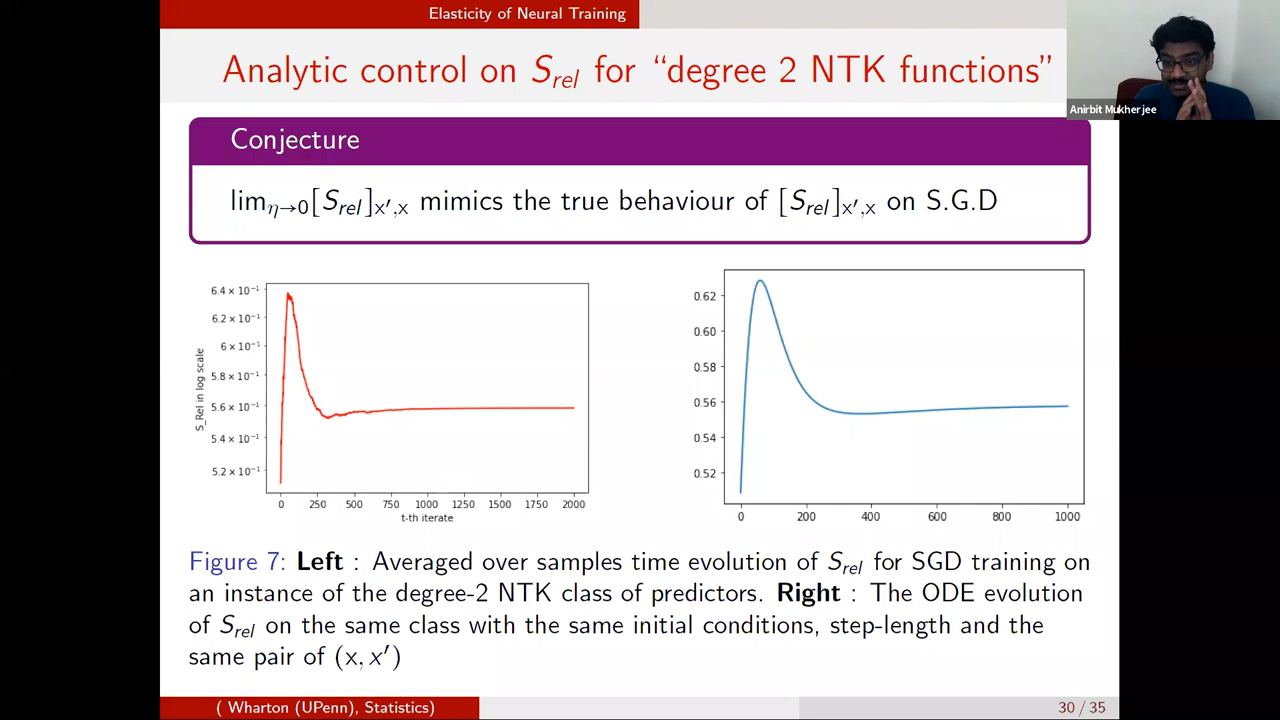 Elasticity of Neural Training
Analytic control on S_rel for “degree 2 NTK functions”
Anirbit Mukherjee
Conjecture
lim_η→0[S_rel]_x′,x mimics the true behaviour of [S_rel]_x′,x on S.G.D
6.4 × 10⁻¹
6.2 × 10⁻¹
6 × 10⁻¹
5.8 × 10⁻¹
5.6 × 10⁻¹
5.4 × 10⁻¹
5.2 × 10⁻¹
S_Rel in log scale
0 250 500 750 1000 1250 1500 1750 2000
t-th iterate
0.62
0.60
0.58
0.56
0.54
0.52
0 200 400 600 800 1000
Figure 7: Left : Averaged over samples time evolution of S_rel for SGD training on
an instance of the degree-2 NTK class of predictors. Right : The ODE evolution
of S_rel on the same class with the same initial conditions, step-length and the
same pair of (x, x′)
( Wharton (UPenn), Statistics)
30 / 35